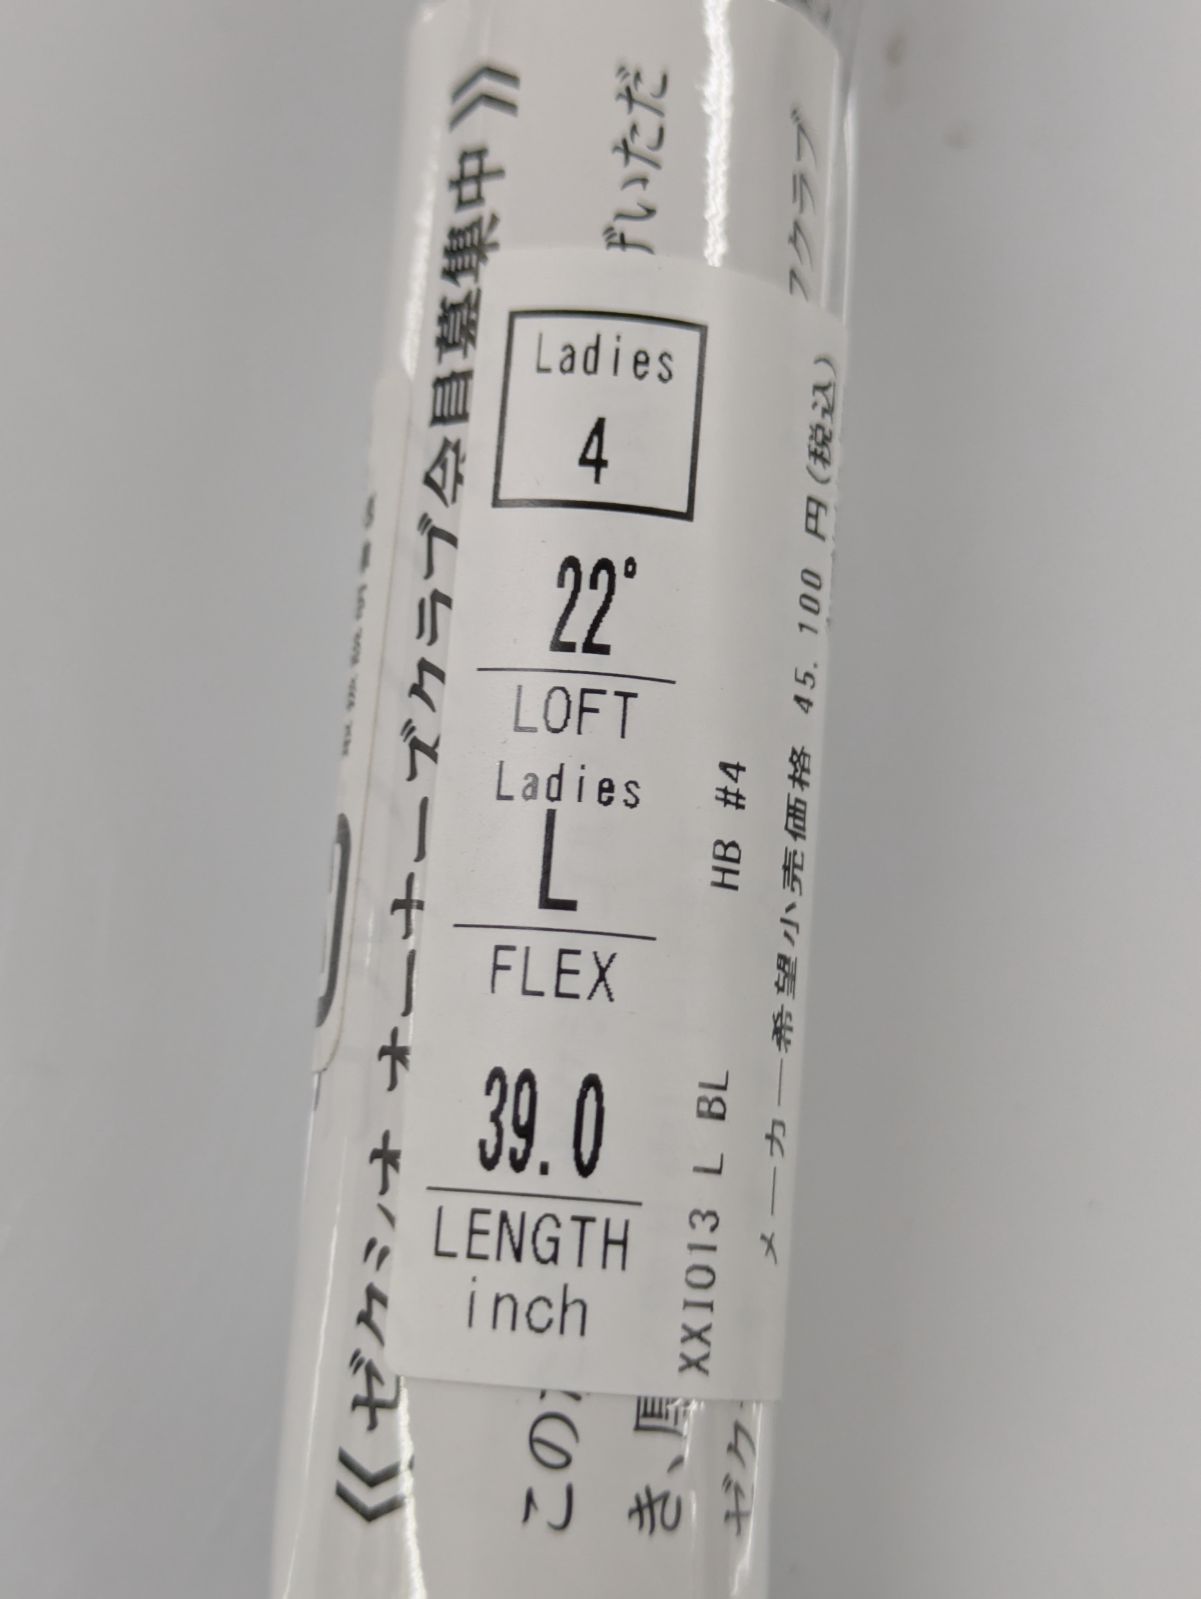 Ladies
4
22°
LOFT
Ladies
L
FLEX
39.0
LENGTH
inch
XXIO13 L BL HB #4
メーカー希望小売価格 45.100 円(税込)
《ゼクシオ オーナーズクラブ会員募集中》
この
げいただ
き、
ゼク
クラブ